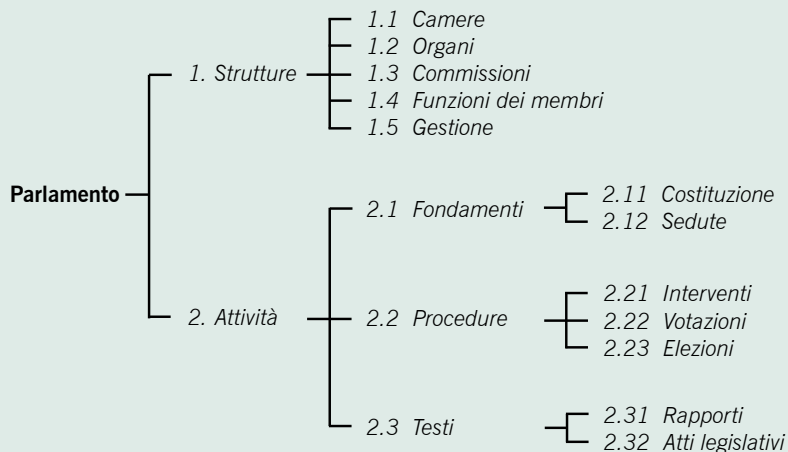 Parlamento
1. Strutture
1.1 Camere
1.2 Organi
1.3 Commissioni
1.4 Funzioni dei membri
1.5 Gestione
2. Attività
2.1 Fondamenti
2.11 Costituzione
2.12 Sedute
2.2 Procedure
2.21 Interventi
2.22 Votazioni
2.23 Elezioni
2.3 Testi
2.31 Rapporti
2.32 Atti legislativi